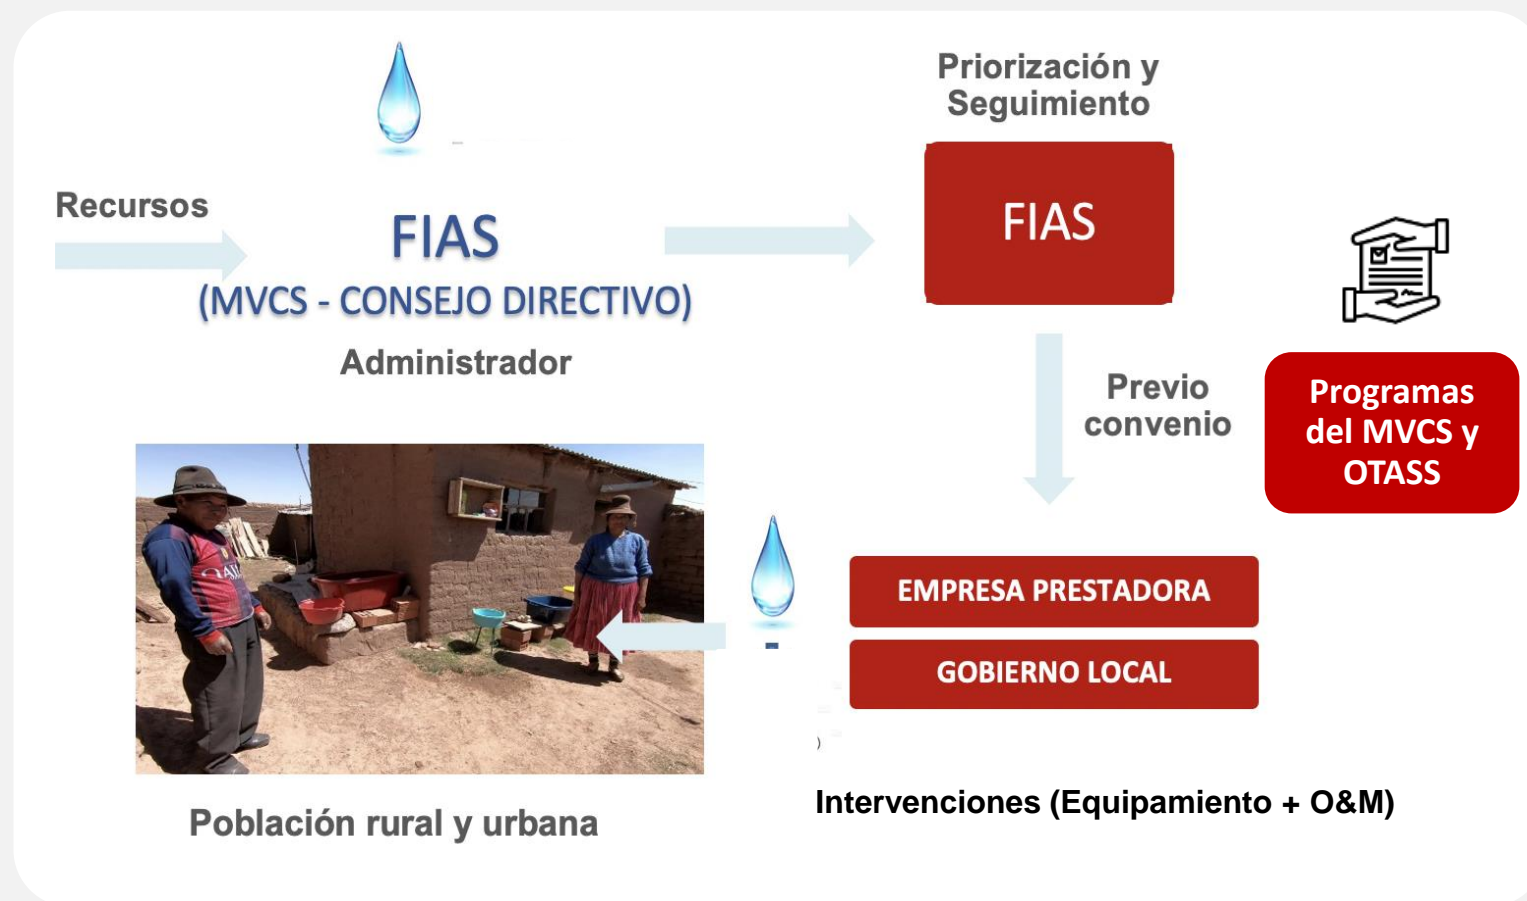 Recursos
FIAS
(MVCS - CONSEJO DIRECTIVO)
Administrador
Priorización y
Seguimiento
FIAS
Previo
convenio
Programas
del MVCS y
OTASS
EMPRESA PRESTADORA
GOBIERNO LOCAL
)
Intervenciones (Equipamiento + O&M)
Población rural y urbana